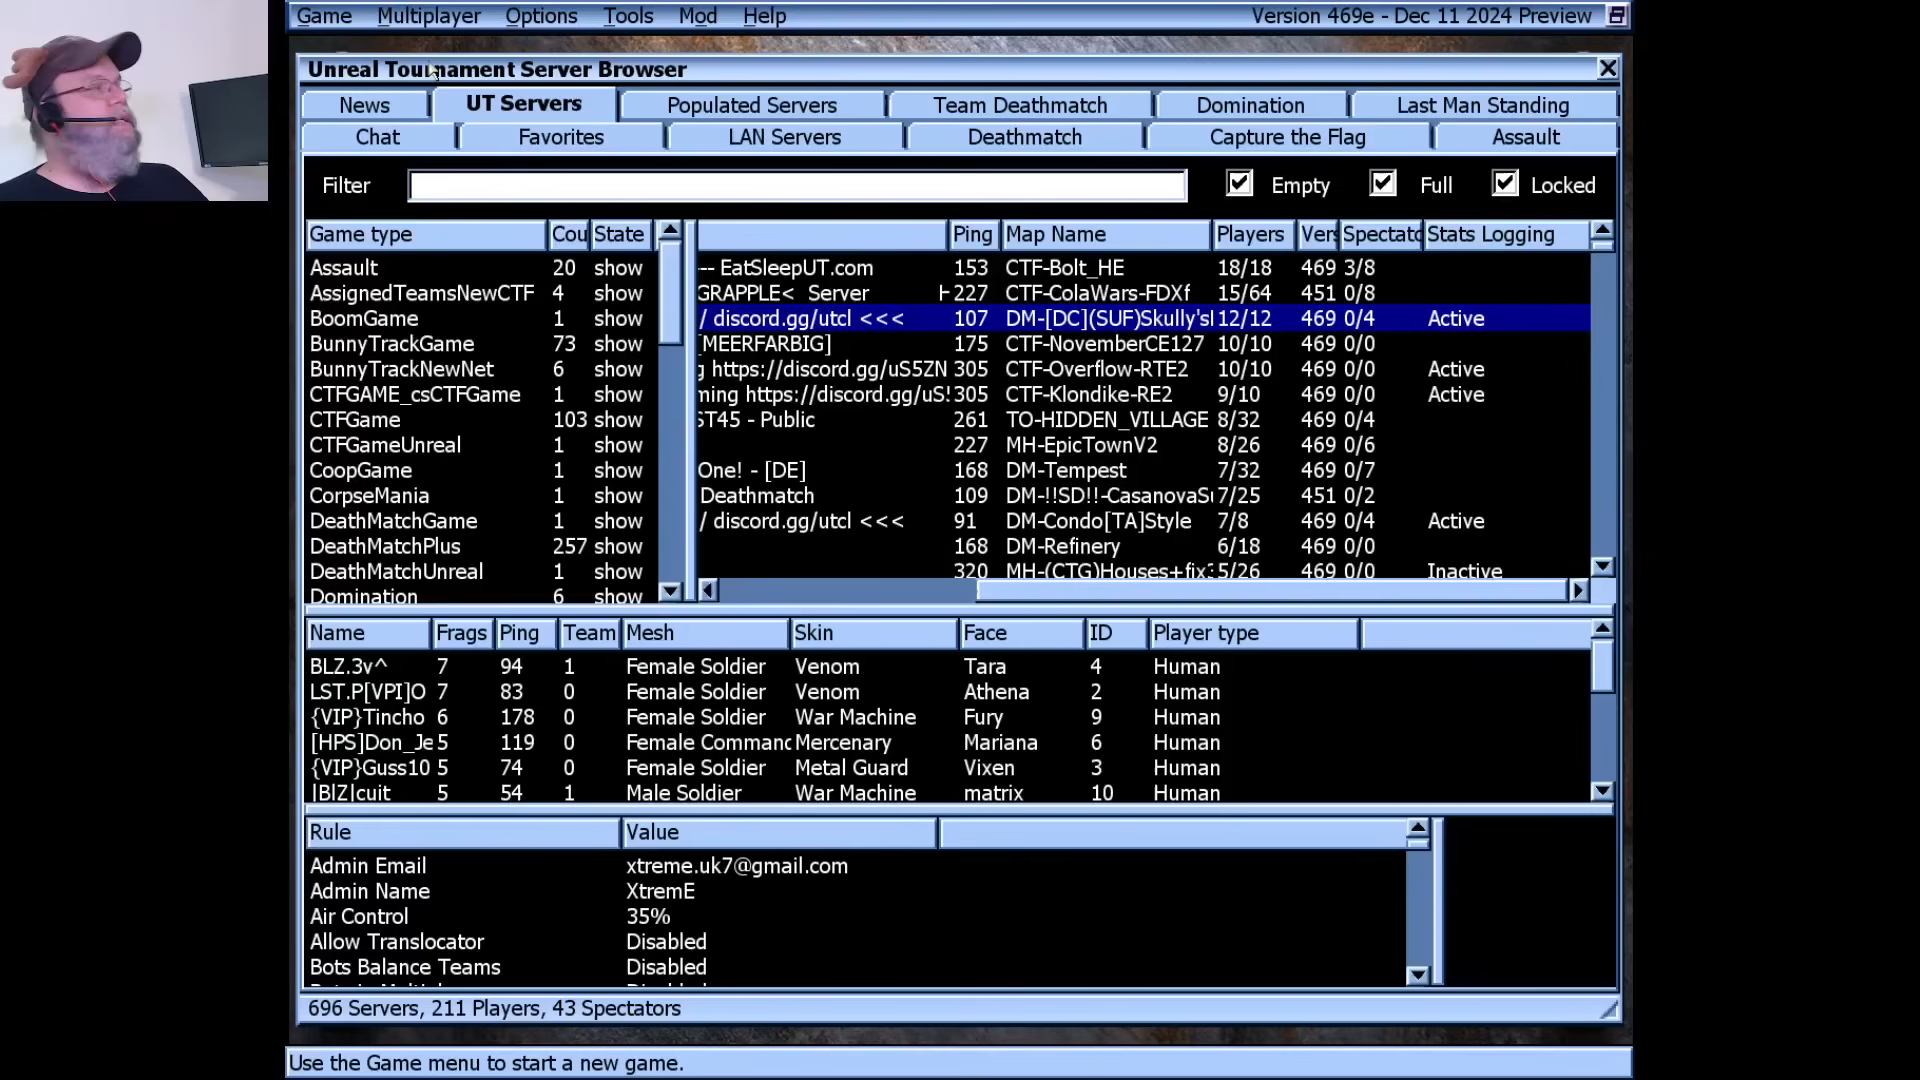 Game Multiplayer Options Tools Mod Help Version 469e - Dec 11 2024 Preview
Unreal Tournament Server Browser
News UT Servers Populated Servers Team Deathmatch Domination Last Man Standing
Chat Favorites LAN Servers Deathmatch Capture the Flag Assault
Filter Empty Full Locked
Game type Cou State Ping Map Name Players Vers Spectato Stats Logging
Assault 20 show -- EatSleepUT.com 153 CTF-Bolt_HE 18/18 469 3/8
AssignedTeamsNewCTF 4 show GRAPPLE< Server H 227 CTF-ColaWars-FDXf 15/64 451 0/8
BoomGame 1 show / discord.gg/utcl <<< 107 DM-[DC](SUF)Skully's 12/12 469 0/4 Active
BunnyTrackGame 73 show [MEERFARBIG] 175 CTF-NovemberCE127 10/10 469 0/0
BunnyTrackNewNet 6 show g https://discord.gg/uS5ZN 305 CTF-Overflow-RTE2 10/10 469 0/0 Active
CTFGAME_csCTFGame 1 show ming https://discord.gg/uS! 305 CTF-Klondike-RE2 9/10 469 0/0 Active
CTFGame 103 show ST45 - Public 261 TO-HIDDEN_VILLAGE 8/32 469 0/4
CTFGameUnreal 1 show 227 MH-EpicTownV2 8/26 469 0/6
CoopGame 1 show One! - [DE] 168 DM-Tempest 7/32 469 0/7
CorpseMania 1 show Deathmatch 109 DM-!!SD!!-CasanovaSu 7/25 451 0/2
DeathMatchGame 1 show / discord.gg/utcl <<< 91 DM-Condo[TA]Style 7/8 469 0/4 Active
DeathMatchPlus 257 show 168 DM-Refinery 6/18 469 0/0
DeathMatchUnreal 1 show 320 MH-(CTG)Houses+fix3 5/26 469 0/0 Inactive
Domination 6 show
Name Frags Ping Team Mesh Skin Face ID Player type
BLZ.3v^ 7 94 1 Female Soldier Venom Tara 4 Human
LST.P[VPI]O 7 83 0 Female Soldier Venom Athena 2 Human
{VIP}Tincho 6 178 0 Female Soldier War Machine Fury 9 Human
[HPS]Don_Je 5 119 0 Female Command Mercenary Mariana 6 Human
{VIP}Guss10 5 74 0 Female Soldier Metal Guard Vixen 3 Human
|BlZ|cuit 5 54 1 Male Soldier War Machine matrix 10 Human
Rule Value
Admin Email xtreme.uk7@gmail.com
Admin Name XtremE
Air Control 35%
Allow Translocator Disabled
Bots Balance Teams Disabled
696 Servers, 211 Players, 43 Spectators
Use the Game menu to start a new game.